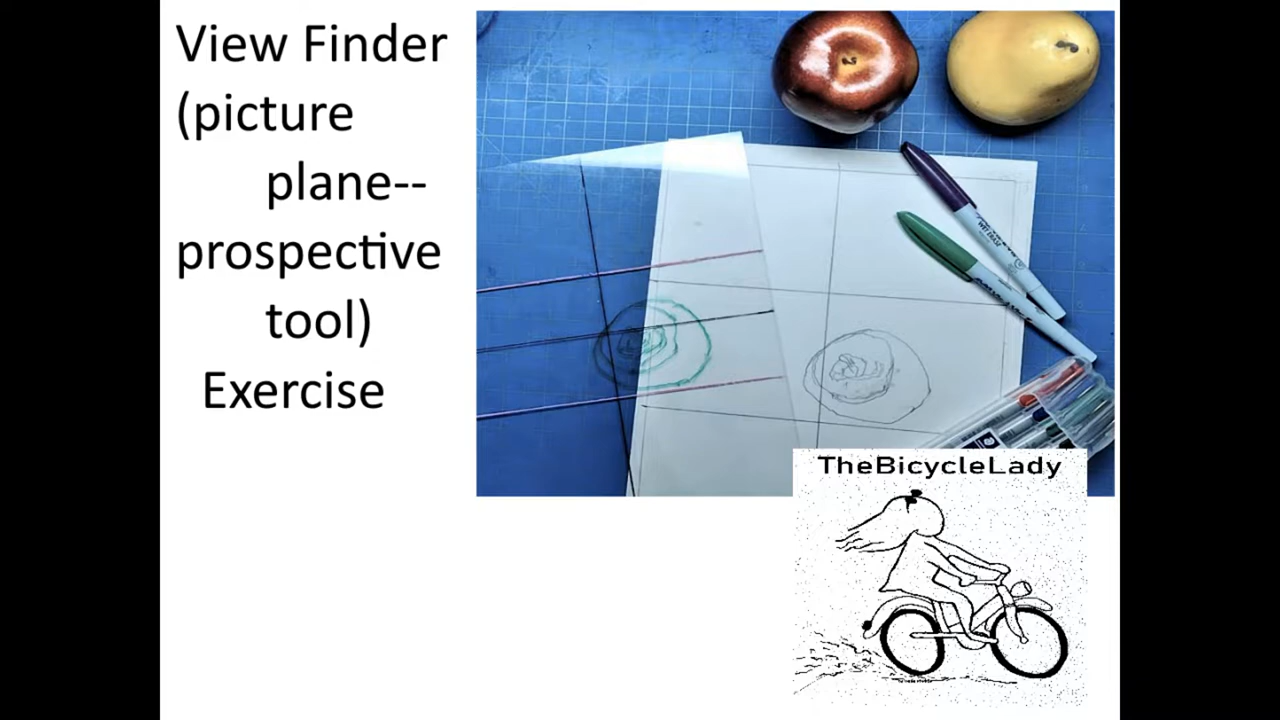 View Finder
(picture
plane--
prospective
tool)
Exercise
TheBicycleLady